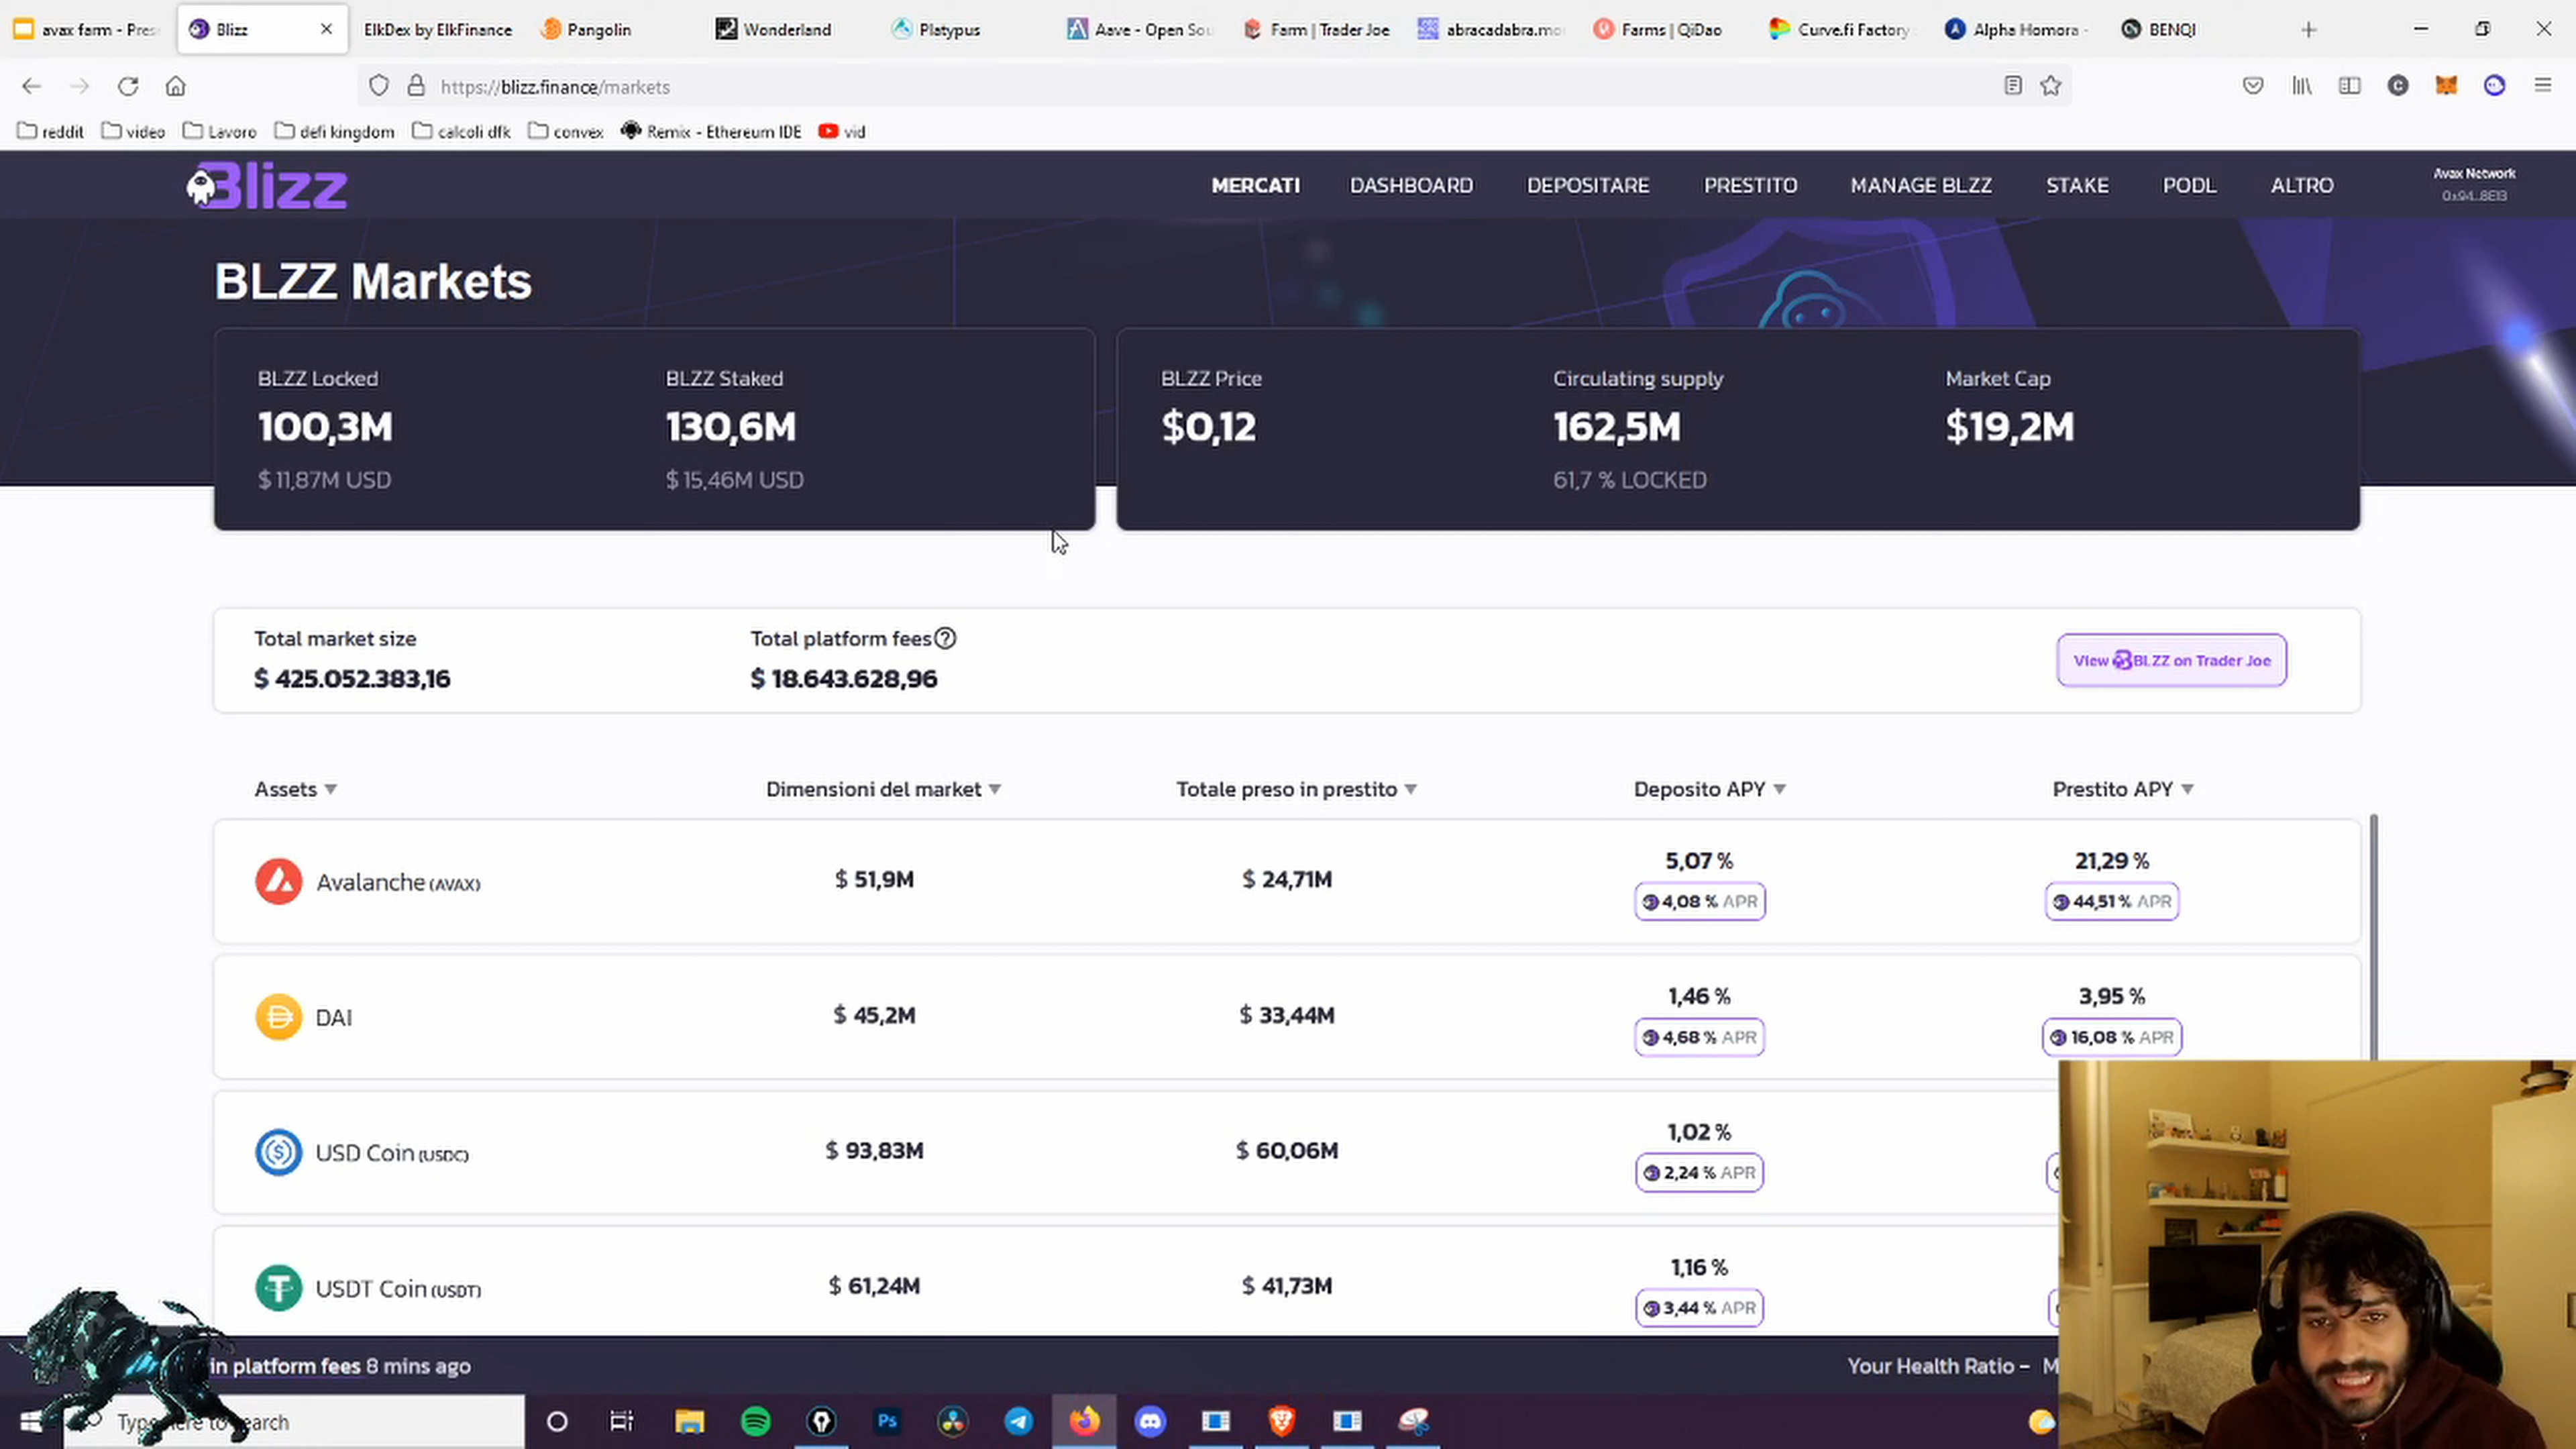 avax farm - Pres
Blizz
ElkDex by ElkFinance
Pangolin
Wonderland
Platypus
Aave - Open Sou
Farm | Trader Joe
abracadabra.mo
Farms | QiDao
Curve.fi Factory
Alpha Homora -
BENQI
https://blizz.finance/markets
reddit
video
Lavoro
defi kingdom
calcoli dfk
convex
Remix - Ethereum IDE
vid
Blizz
MERCATI
DASHBOARD
DEPOSITARE
PRESTITO
MANAGE BLZZ
STAKE
PODL
ALTRO
Avax Network
0x94...8E13
BLZZ Markets
BLZZ Locked
100,3M
$ 11,87M USD
BLZZ Staked
130,6M
$ 15,46M USD
BLZZ Price
$0,12
Circulating supply
162,5M
61,7 % LOCKED
Market Cap
$19,2M
Total market size
$ 425.052.383,16
Total platform fees
$ 18.643.628,96
View BLZZ on Trader Joe
Assets
Dimensioni del market
Totale preso in prestito
Deposito APY
Prestito APY
Avalanche (AVAX)
$ 51,9M
$ 24,71M
5,07 %
4,08 % APR
21,29 %
44,51 % APR
DAI
$ 45,2M
$ 33,44M
1,46 %
4,68 % APR
3,95 %
16,08 % APR
USD Coin (USDC)
$ 93,83M
$ 60,06M
1,02 %
2,24 % APR
USDT Coin (USDT)
$ 61,24M
$ 41,73M
1,16 %
3,44 % APR
in platform fees 8 mins ago
Your Health Ratio - M
Type here to search
Ps